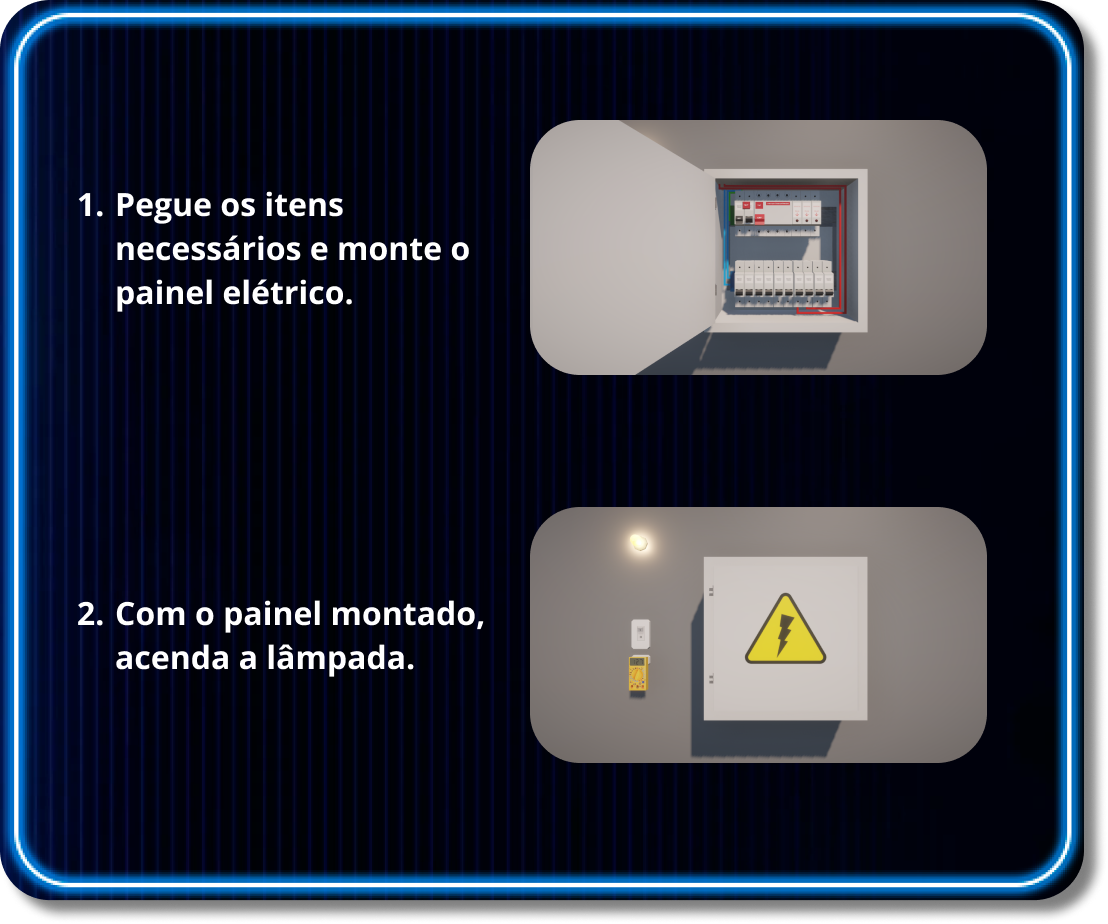 1. Pegue os itens
necessários e monte o
painel elétrico.
2. Com o painel montado,
acenda a lâmpada.